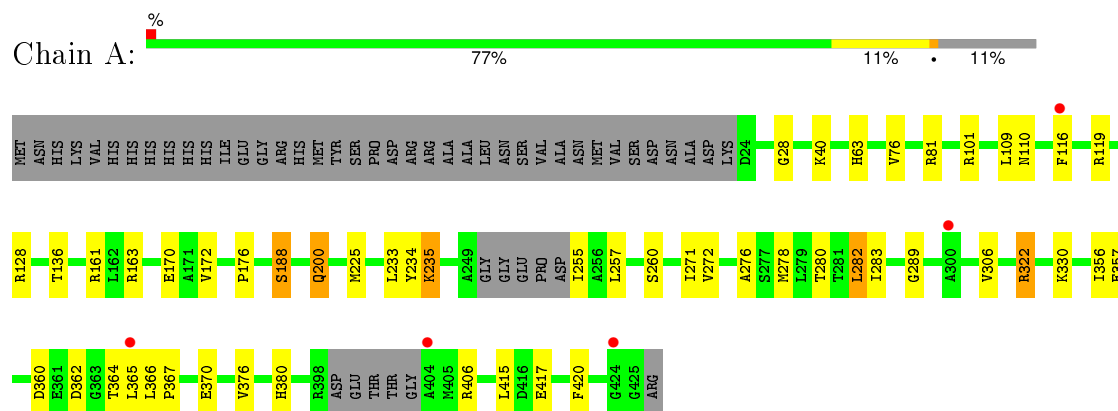 %
Chain A:
77% 11% • 11%
MET ASN HIS LYS VAL HIS HIS HIS HIS HIS HIS ILE GLU GLY ARG HIS MET TYR SER PRO ASP ARG ARG ALA ALA LEU ASN SER VAL ALA ASN MET VAL SER ASP ASN ALA ASP LYS D24 G28 K40 H63 V76 R81 R101 L109 N110 F116 R119
R128 T136 R161 L162 R163 E170 A171 V172 P176 S188 Q200 M225 L233 Y234 K235 A249 GLY GLY GLU PRO ASP I255 A256 L257 S260 I271 V272 A276 S277 M278 L279 T280 T281 L282 I283 G289 A300 V306 R322 K330 I356 E357
D360 E361 D362 G363 T364 L365 L366 P367 E370 V376 H380 R398 ASP GLU THR THR GLY A404 M405 R406 L415 D416 E417 F420 G424 G425 ARG